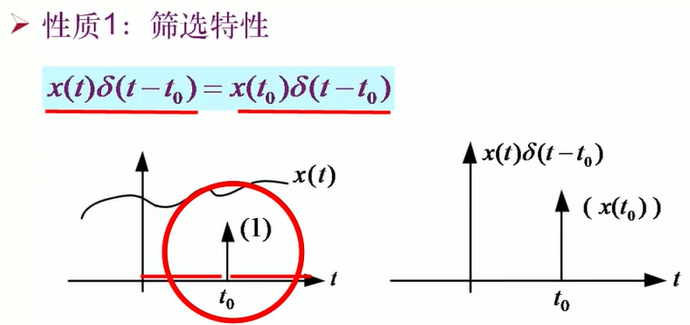 ➢ 性质1：筛选特性
x(t)δ(t−t₀)=x(t₀)δ(t−t₀)
x(t)
(1)
t₀
t
x(t)δ(t−t₀)
(x(t₀))
t₀
t